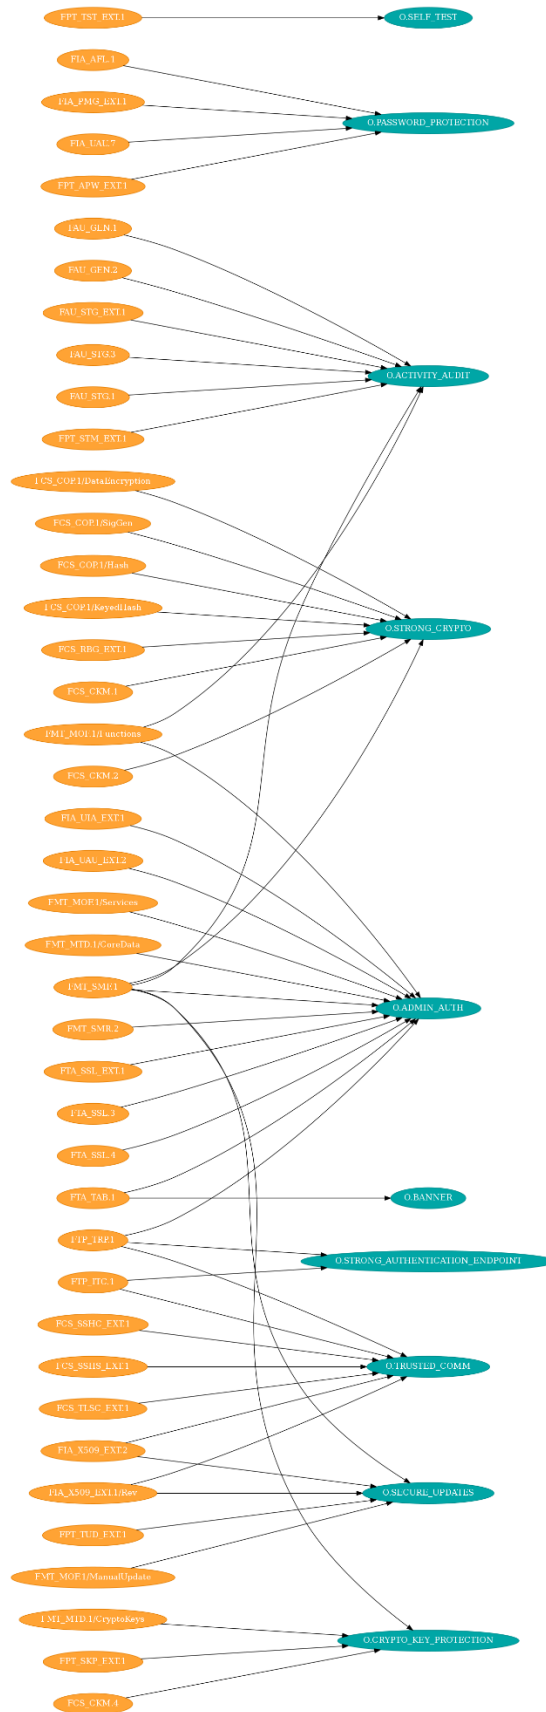 FPT_TST_EXT.1
O.SELF_TEST
FIA_AFL.1
FIA_PMG_EXT.1
O.PASSWORD_PROTECTION
FIA_UAU.7
FPT_APW_EXT.1
FAU_GEN.1
FAU_GEN.2
FAU_STG_EXT.1
FAU_STG.3
O.ACTIVITY_AUDIT
FAU_STG.1
FPT_STM_EXT.1
FCS_COP.1/DataEncryption
FCS_COP.1/SigGen
FCS_COP.1/Hash
FCS_COP.1/KeyedHash
O.STRONG_CRYPTO
FCS_RBG_EXT.1
FCS_CKM.1
FMT_MOF.1/Functions
FCS_CKM.2
FIA_UIA_EXT.1
FIA_UAU_EXT.2
FMT_MOF.1/Services
FMT_MTD.1/CoreData
FMT_SMF.1
O.ADMIN_AUTH
FMT_SMR.2
FTA_SSL_EXT.1
FTA_SSL.3
FTA_SSL.4
FTA_TAB.1
O.BANNER
FTP_TRP.1
O.STRONG_AUTHENTICATION_ENDPOINT
FTP_ITC.1
FCS_SSHC_EXT.1
FCS_SSHS_EXT.1
O.TRUSTED_COMM
FCS_TLSC_EXT.1
FIA_X509_EXT.2
FIA_X509_EXT.1/Rev
O.SECURE_UPDATES
FPT_TUD_EXT.1
FMT_MOF.1/ManualUpdate
FMT_MTD.1/CryptoKeys
O.CRYPTO_KEY_PROTECTION
FPT_SKP_EXT.1
FCS_CKM.4